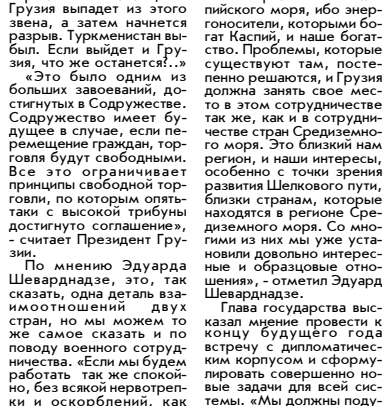 Грузия выпадет из этого
звена, а затем начнется
разрыв. Туркменистан вы-
был. Если выйдет и Гру-
зия, что же останется?..»
«Это было одним из
больших завоеваний, до-
стигнутых в Содружестве.
Содружество имеет бу-
дущее в случае, если пе-
ремещение граждан, тор-
говля будут свободными.
Все это ограничивает
принципы свободной тор-
говли, по которым опять-
таки с высокой трибуны
достигнуто соглашение»,
- считает Президент Гру-
зии.
По мнению Эдуарда
Шеварднадзе, это, так
сказать, одна деталь вза-
имоотношений двух
стран, но мы можем то
же самое сказать и по
поводу военного сотруд-
ничества. «Если мы будем
работать так же спокой-
но, без всякой нервотреп-
ки и оскорблений, как
пийского моря, ибо энер-
гоносители, которыми бо-
гат Каспий, и наше богат-
ство. Проблемы, которые
существуют там, посте-
пенно решаются, и Грузия
должна занять свое мес-
то в этом сотрудничестве
так же, как и в сотрудни-
честве стран Средиземно-
го моря. Это близкий нам
регион, и наши интересы,
особенно с точки зрения
развития Шелкового пути,
близки странам, которые
находятся в регионе Сре-
диземного моря. Со мно-
гими из них мы уже уста-
новили довольно интерес-
ные и образцовые отно-
шения», - отметил Эдуард
Шеварднадзе.
Глава государства выс-
казал мнение провести к
концу будущего года
встречу с дипломатичес-
ким корпусом и сформу-
лировать совершенно но-
вые задачи для всей сис-
темы. «Мы должны поду-